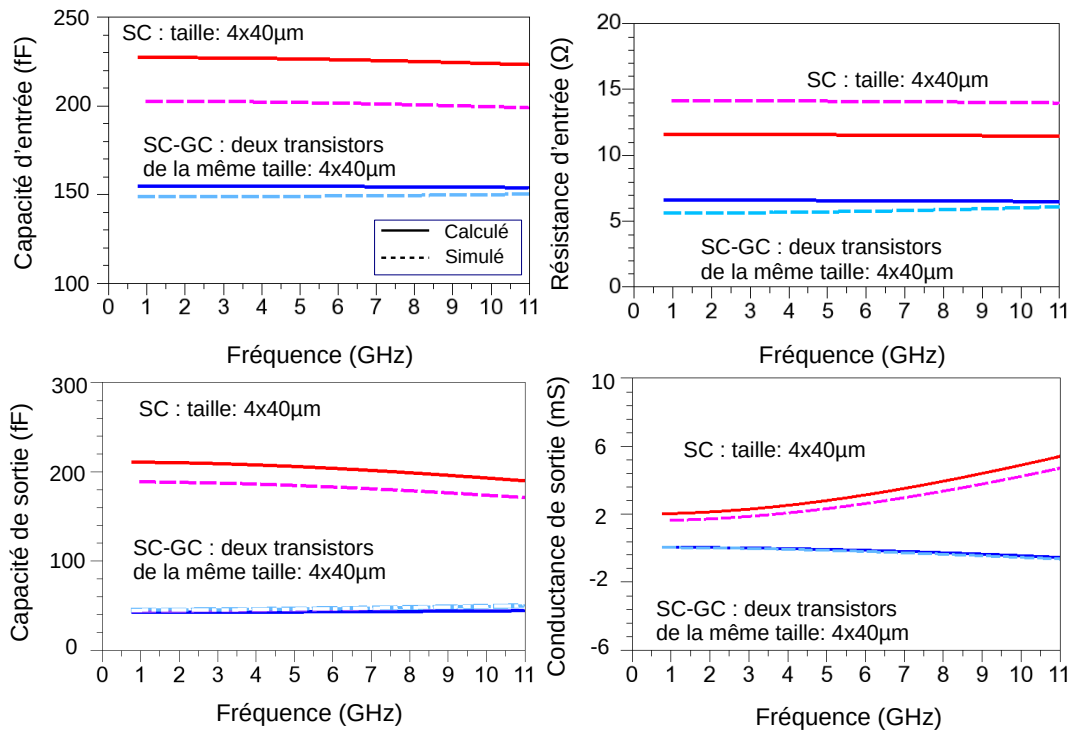 Capacité d'entrée (fF)
250
200
150
100
SC : taille: 4x40µm
SC-GC : deux transistors
de la même taille: 4x40µm
Calculé
Simulé
0 1 2 3 4 5 6 7 8 9 10 11
Fréquence (GHz)
Résistance d'entrée (Ω)
20
15
10
5
0
SC : taille: 4x40µm
SC-GC : deux transistors
de la même taille: 4x40µm
0 1 2 3 4 5 6 7 8 9 10 11
Fréquence (GHz)
Capacité de sortie (fF)
300
200
100
0
SC : taille: 4x40µm
SC-GC : deux transistors
de la même taille: 4x40µm
0 1 2 3 4 5 6 7 8 9 10 11
Fréquence (GHz)
Conductance de sortie (mS)
10
6
2
-2
-6
SC : taille: 4x40µm
SC-GC : deux transistors
de la même taille: 4x40µm
0 1 2 3 4 5 6 7 8 9 10 11
Fréquence (GHz)